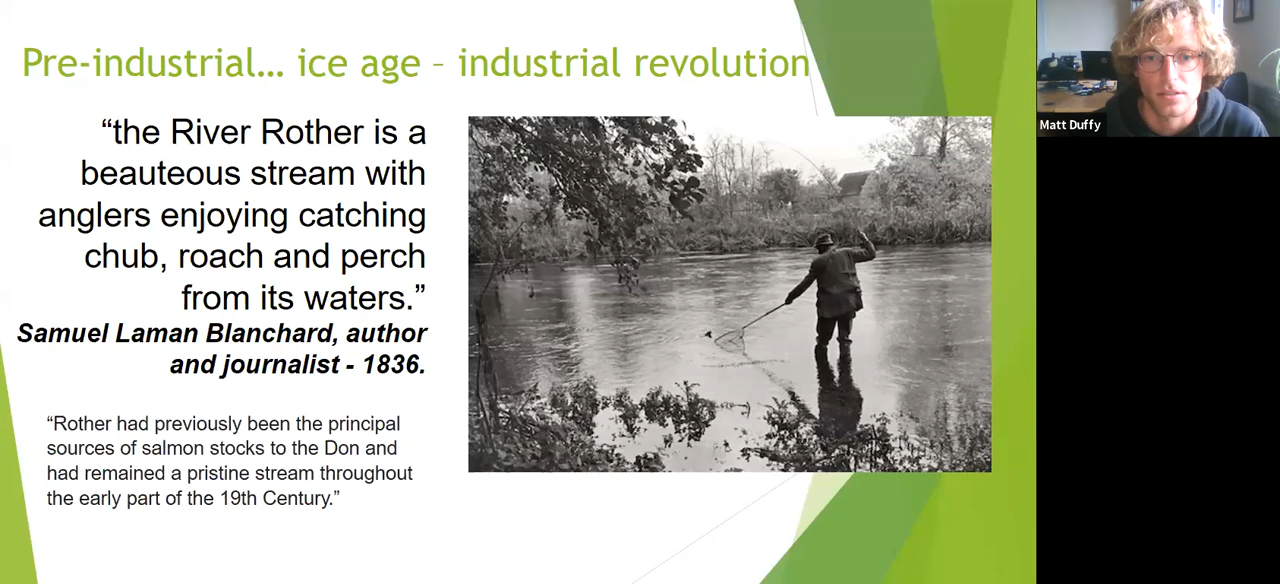 Pre-industrial... ice age – industrial revolution
“the River Rother is a
beauteous stream with
anglers enjoying catching
chub, roach and perch
from its waters.”
Samuel Laman Blanchard, author
and journalist - 1836.
“Rother had previously been the principal
sources of salmon stocks to the Don and
had remained a pristine stream throughout
the early part of the 19th Century.”
Matt Duffy